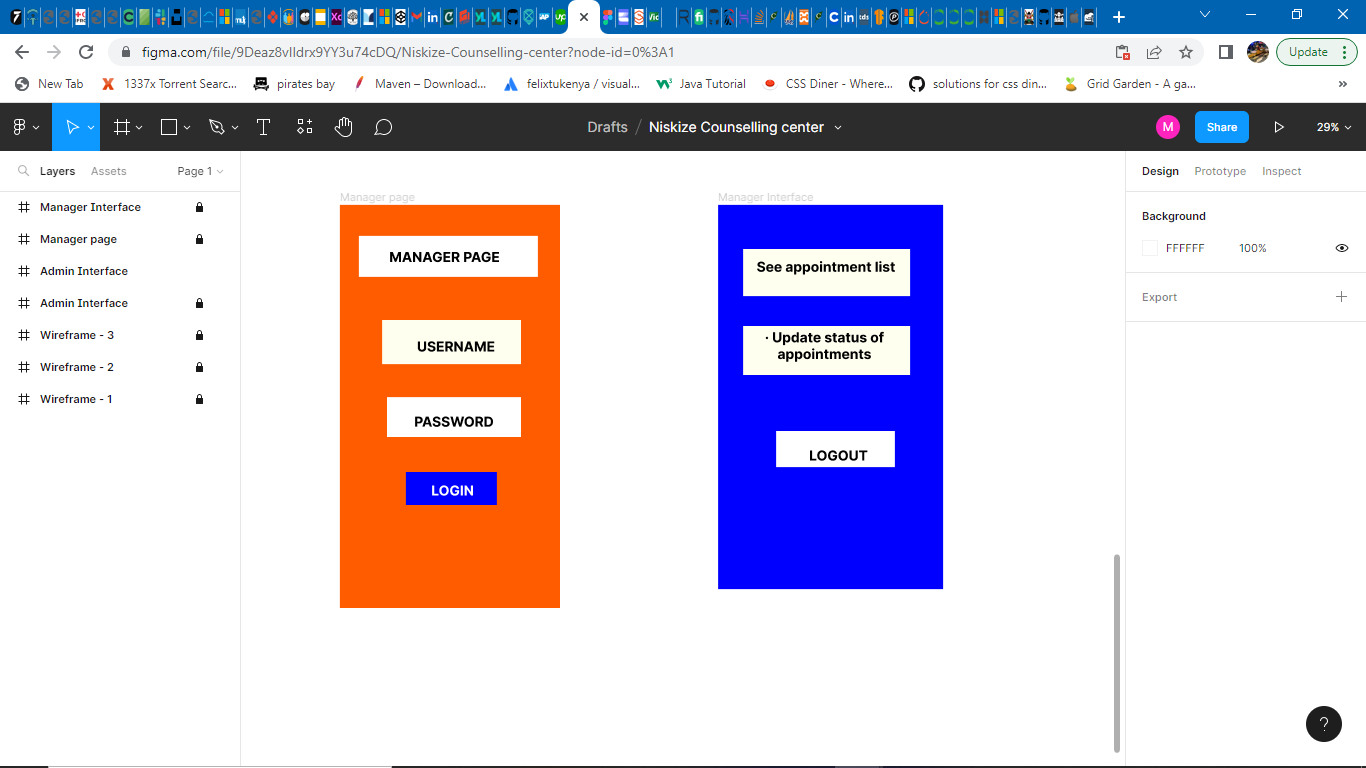 figma.com/file/9Deaz8vlIdrx9YY3u74cDQ/Niskize-Counselling-center?node-id=0%3A1
Update
New Tab
1337x Torrent Searc...
pirates bay
Maven – Download...
felixtukenya / visual...
Java Tutorial
CSS Diner - Where...
solutions for css din...
Grid Garden - A ga...
»
Drafts / Niskize Counselling center
M
Share
29%
Layers
Assets
Page 1
Design
Prototype
Inspect
Manager Interface
Manager page
Admin Interface
Admin Interface
Wireframe - 3
Wireframe - 2
Wireframe - 1
Manager page
MANAGER PAGE
USERNAME
PASSWORD
LOGIN
Manager Interface
See appointment list
· Update status of
appointments
LOGOUT
Background
FFFFFF
100%
Export
?